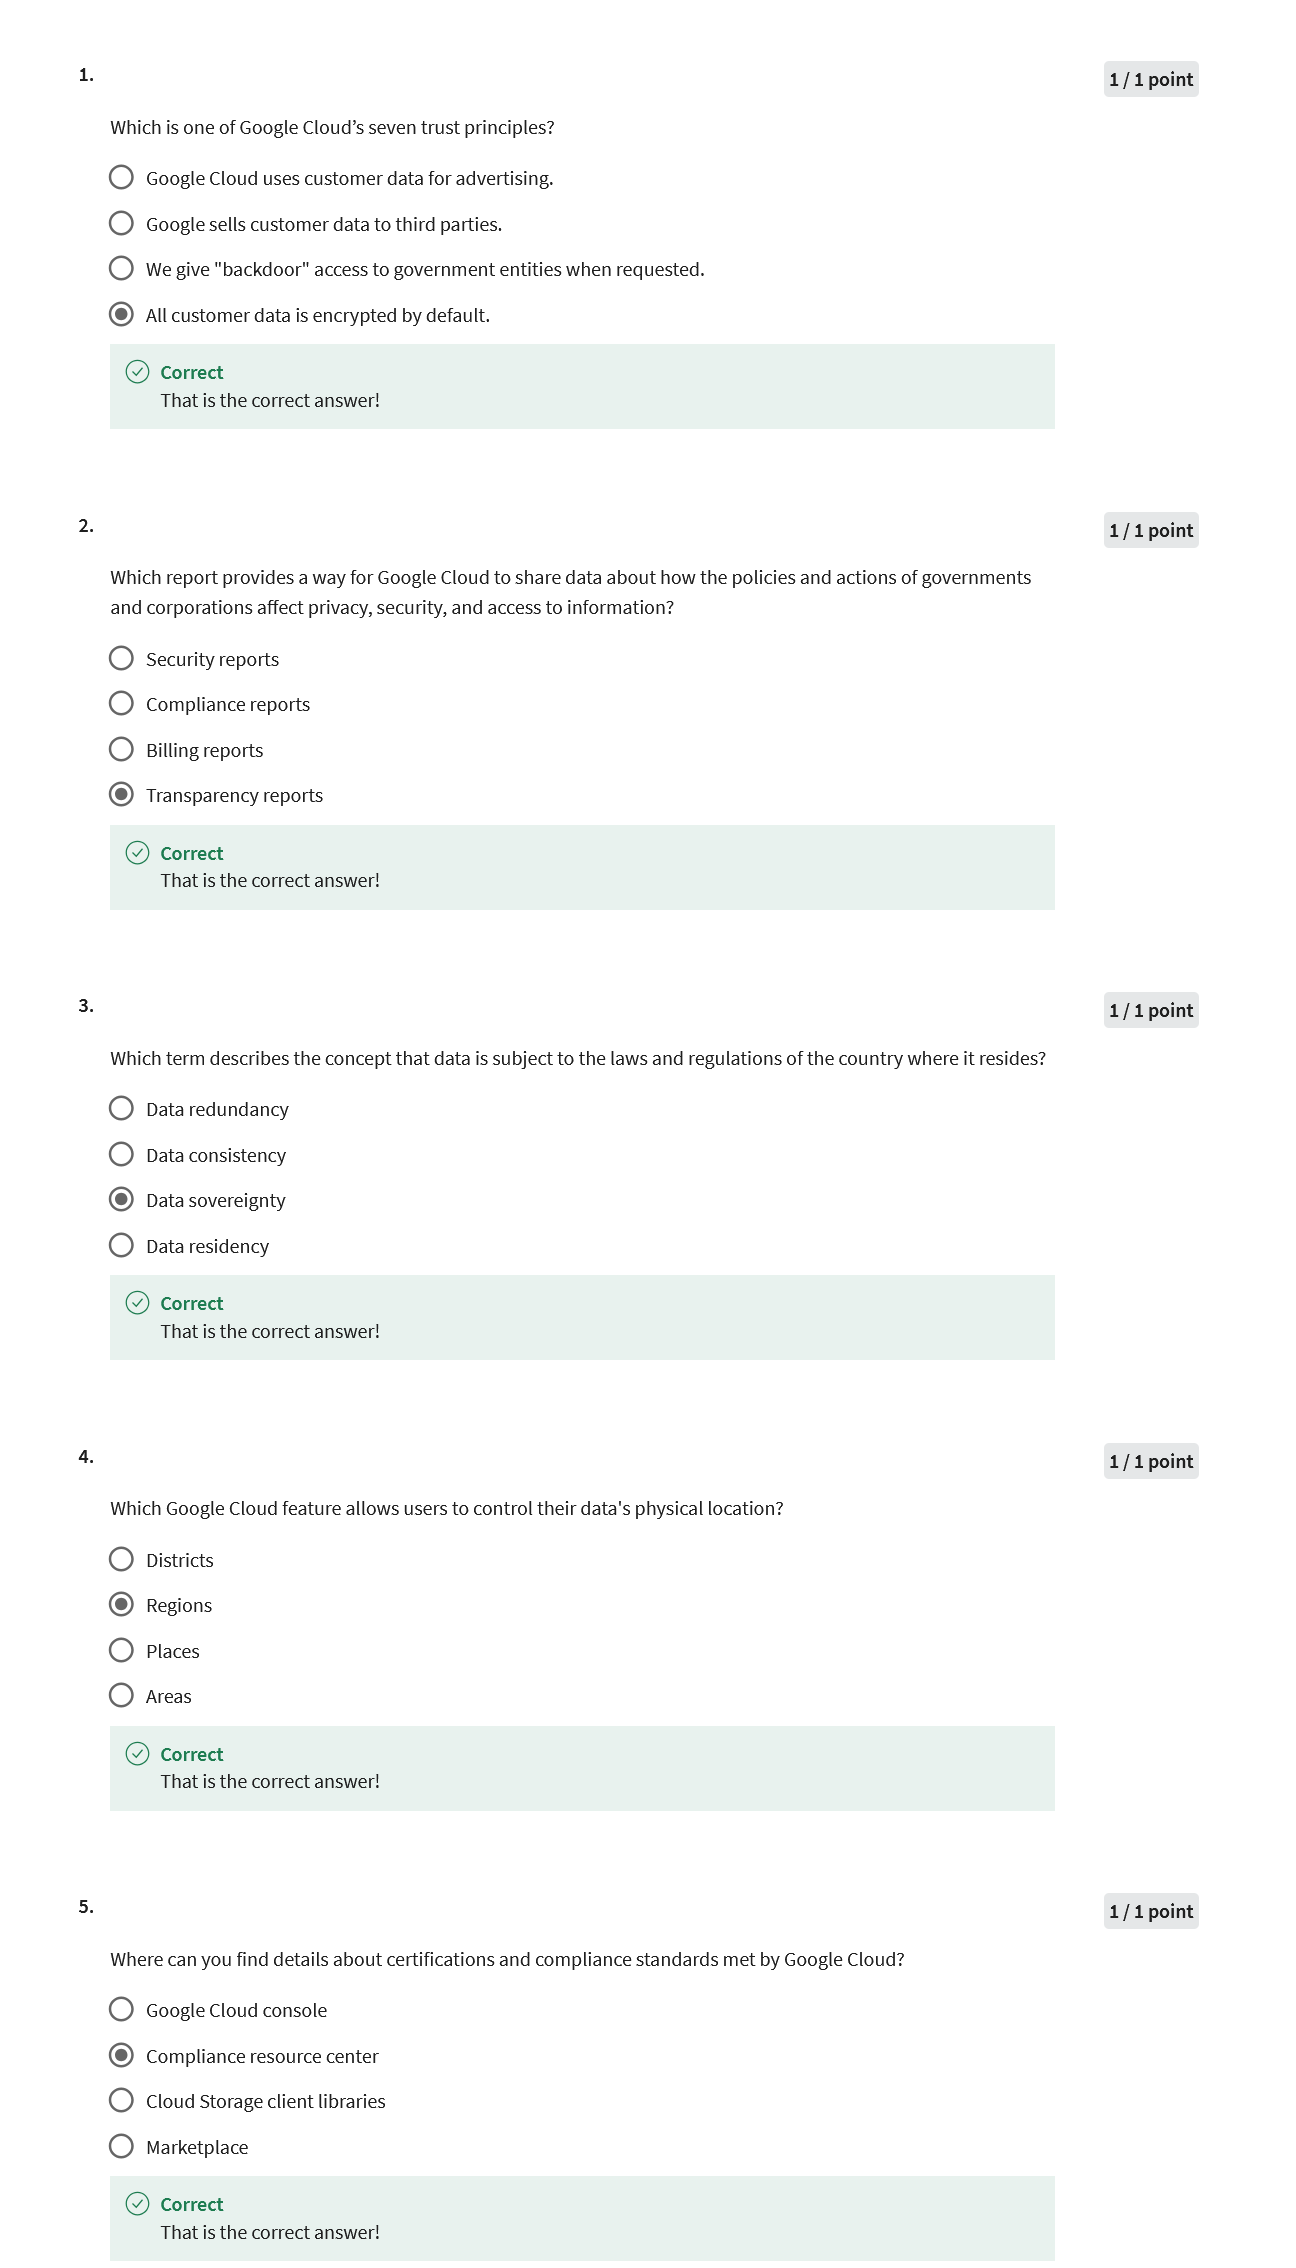 1.
1 / 1 point
Which is one of Google Cloud’s seven trust principles?
Google Cloud uses customer data for advertising.
Google sells customer data to third parties.
We give "backdoor" access to government entities when requested.
All customer data is encrypted by default.
Correct
That is the correct answer!
2.
1 / 1 point
Which report provides a way for Google Cloud to share data about how the policies and actions of governments
and corporations affect privacy, security, and access to information?
Security reports
Compliance reports
Billing reports
Transparency reports
Correct
That is the correct answer!
3.
1 / 1 point
Which term describes the concept that data is subject to the laws and regulations of the country where it resides?
Data redundancy
Data consistency
Data sovereignty
Data residency
Correct
That is the correct answer!
4.
1 / 1 point
Which Google Cloud feature allows users to control their data's physical location?
Districts
Regions
Places
Areas
Correct
That is the correct answer!
5.
1 / 1 point
Where can you find details about certifications and compliance standards met by Google Cloud?
Google Cloud console
Compliance resource center
Cloud Storage client libraries
Marketplace
Correct
That is the correct answer!